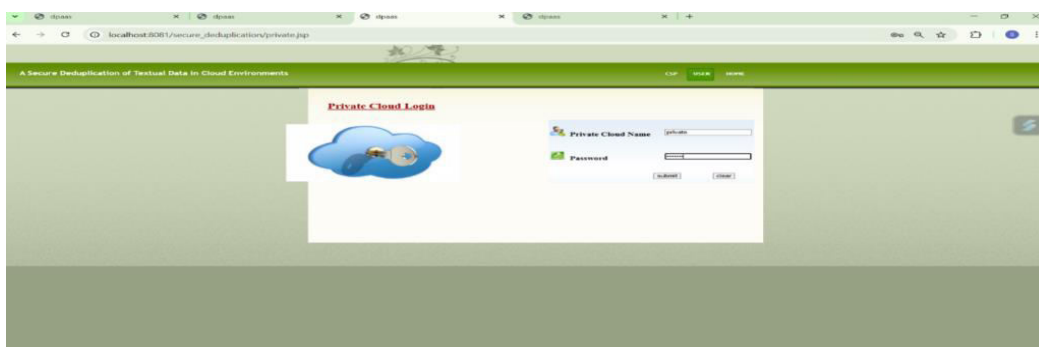 dpaas dpaas dpaas dpaas
localhost:8081/secure_deduplication/private.jsp
A Secure Deduplication of Textual Data in Cloud Environments
CSP USER HOME
Private Cloud Login
Private Cloud Name private
Password
submit clear